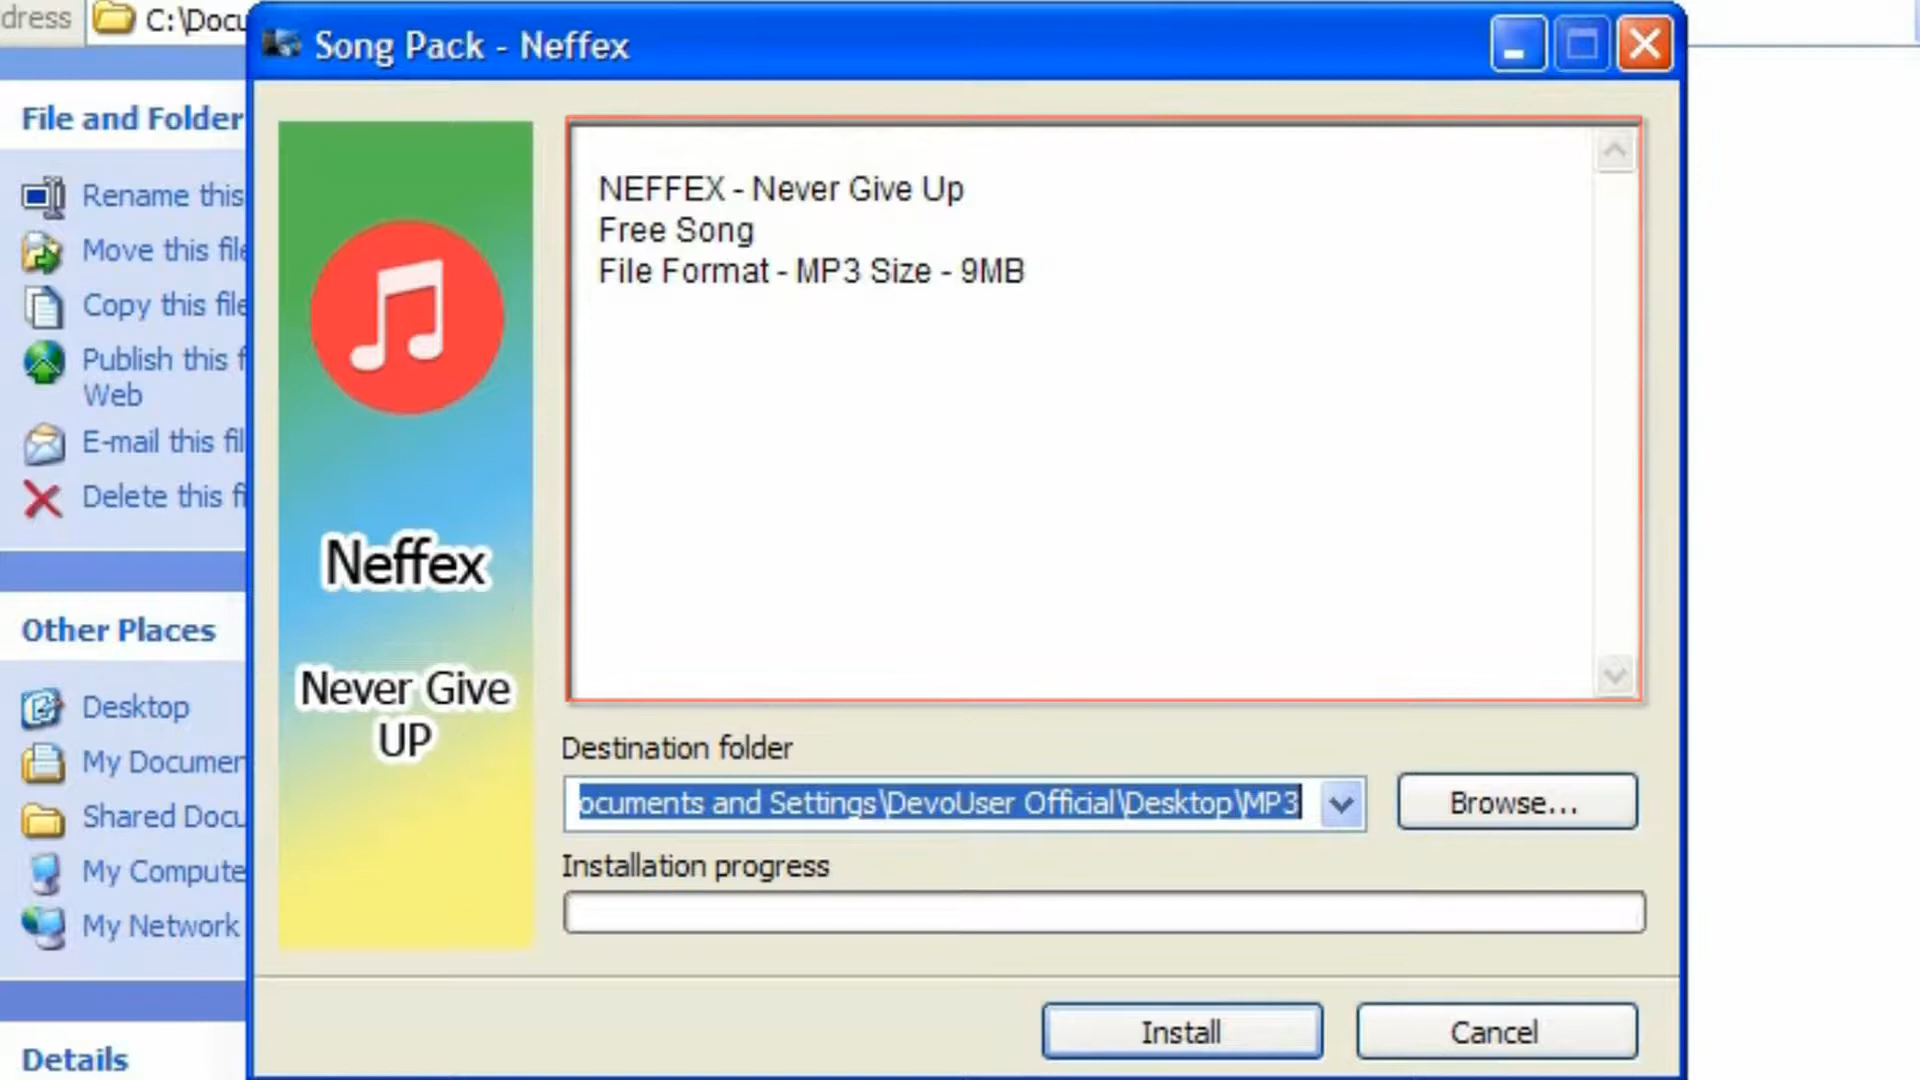 dress
C:\Docu
Song Pack - Neffex
File and Folder
Rename this
Move this file
Copy this file
Publish this f
Web
E-mail this fil
Delete this fi
Other Places
Desktop
My Documen
Shared Docu
My Compute
My Network
Details
Neffex
Never Give
UP
NEFFEX - Never Give Up
Free Song
File Format - MP3 Size - 9MB
Destination folder
ocuments and Settings\DevoUser Official\Desktop\MP3
Browse...
Installation progress
Install
Cancel